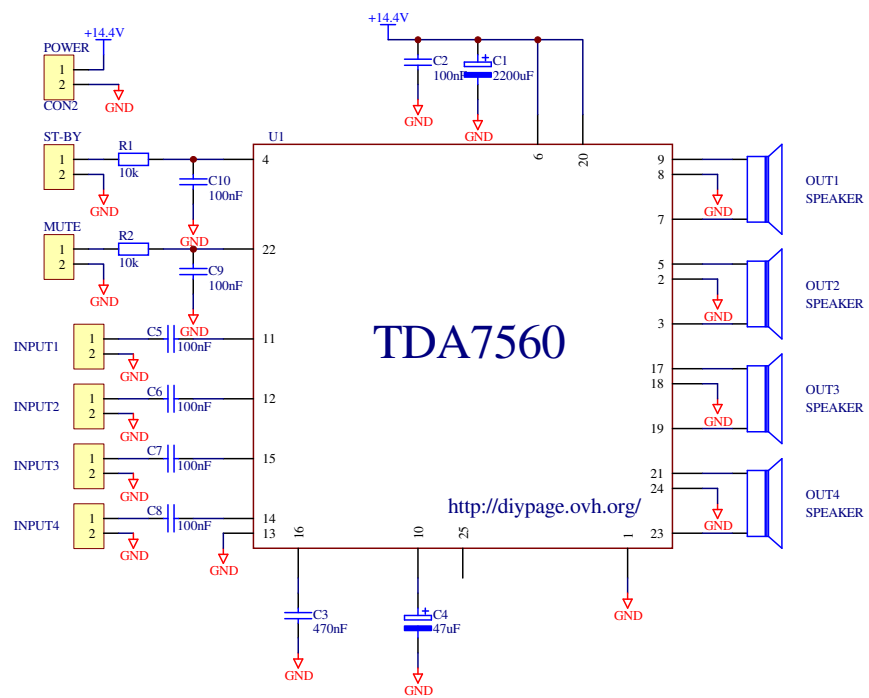 +14.4V
POWER
1
2
CON2
GND
+14.4V
C2
100nF
GND
C1
+
2200uF
GND
U1
ST-BY
1
2
GND
R1
10k
C10
100nF
GND
4
MUTE
1
2
GND
R2
10k
C9
100nF
GND
22
INPUT1
1
2
GND
C5
100nF
11
INPUT2
1
2
GND
C6
100nF
12
INPUT3
1
2
GND
C7
100nF
15
INPUT4
1
2
GND
C8
100nF
14
13
GND
6
20
TDA7560
http://diypage.ovh.org/
9
8
7
GND
OUT1
SPEAKER
5
2
3
GND
OUT2
SPEAKER
17
18
19
GND
OUT3
SPEAKER
21
24
23
GND
OUT4
SPEAKER
16
10
25
1
C3
470nF
GND
C4
+
47uF
GND
GND